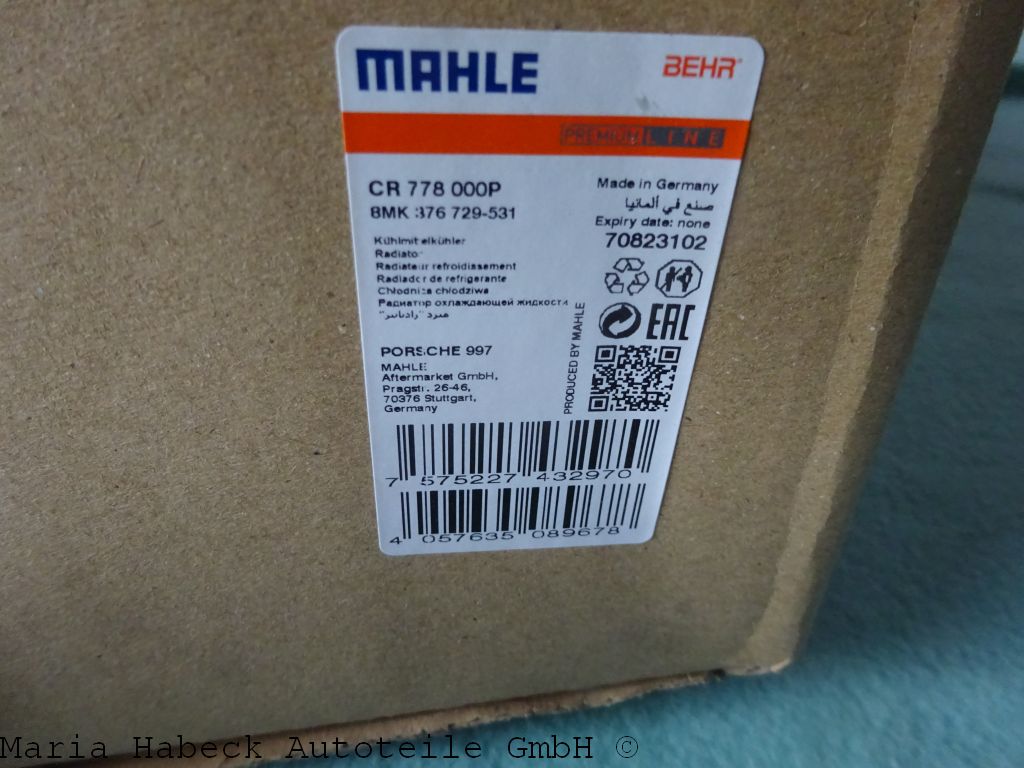 MAHLE
BEHR®
PREMIUM LINE
CR 778 000P
8MK 376 729-531
Made in Germany
صنع في ألمانيا
Expiry date: none
70823102
Kühlmittelkühler
Radiator
Radiateur refroidissement
Radiador de refrigerante
Chłodnica chłodziwa
Радиатор охлаждающей жидкости
مبرد "رادياتير"
PORSCHE 997
MAHLE
Aftermarket GmbH,
Pragstr. 26-46,
70376 Stuttgart,
Germany
PRODUCED BY MAHLE
EAC
7 575227 432970
4 057635 089678
Maria Habeck Autoteile GmbH ©